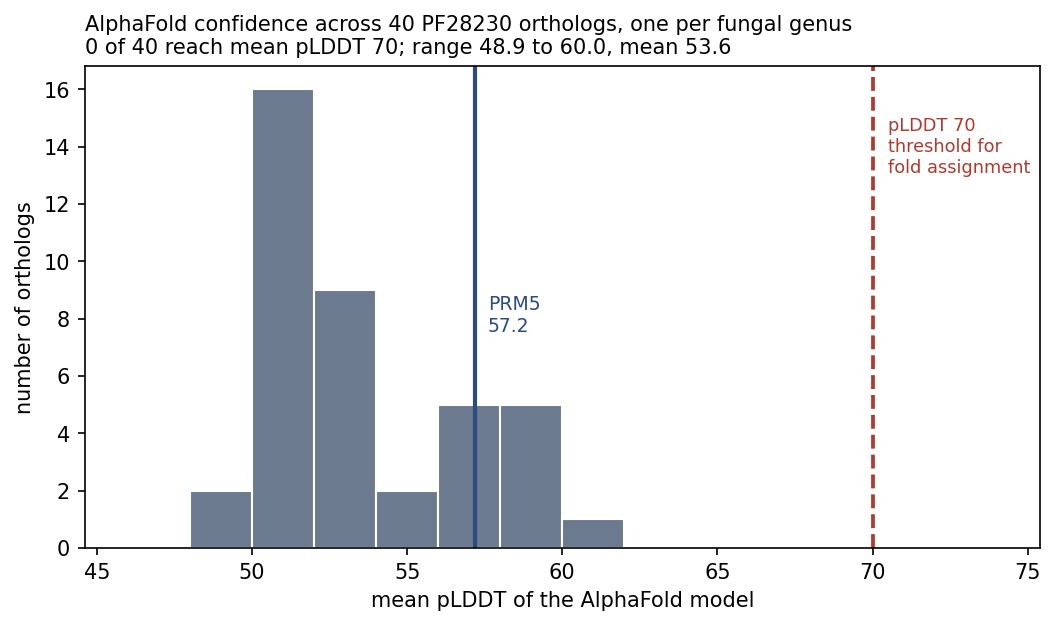 AlphaFold confidence across 40 PF28230 orthologs, one per fungal genus
0 of 40 reach mean pLDDT 70; range 48.9 to 60.0, mean 53.6
number of orthologs
16
14
12
10
8
6
4
2
0
pLDDT 70
threshold for
fold assignment
PRM5
57.2
45
50
55
60
65
70
75
mean pLDDT of the AlphaFold model